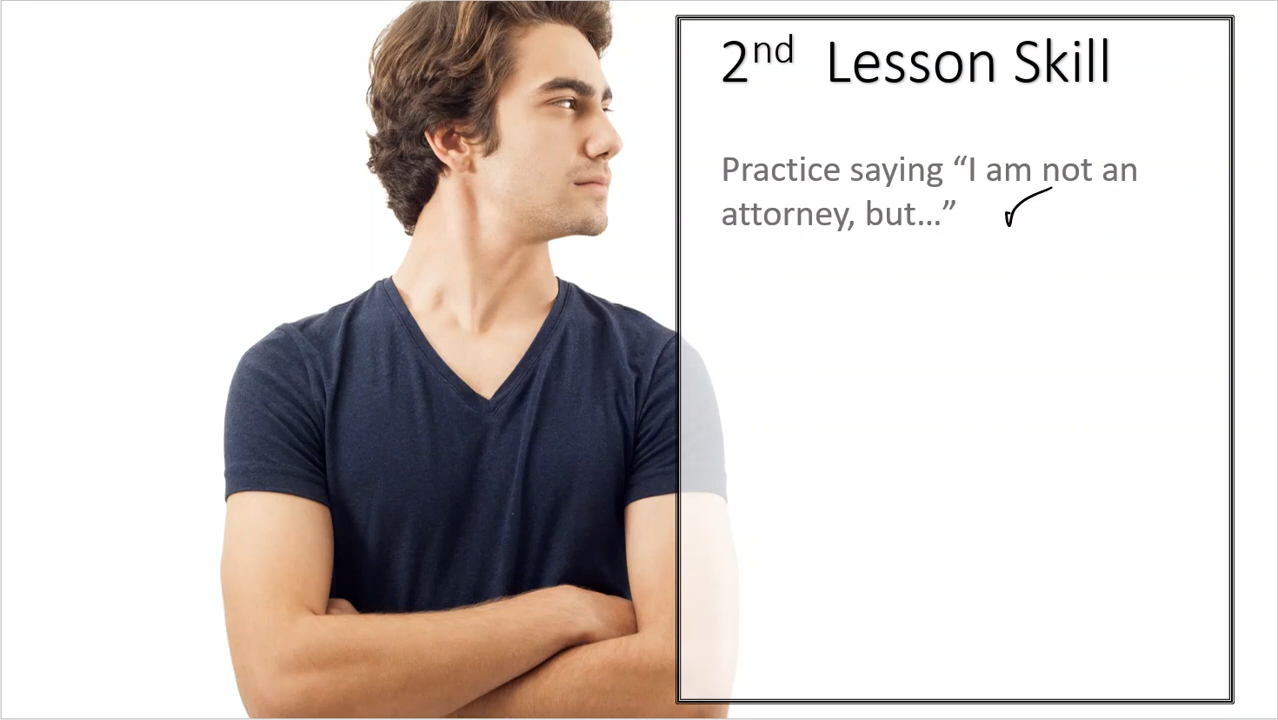 2nd Lesson Skill
Practice saying “I am not an
attorney, but…”